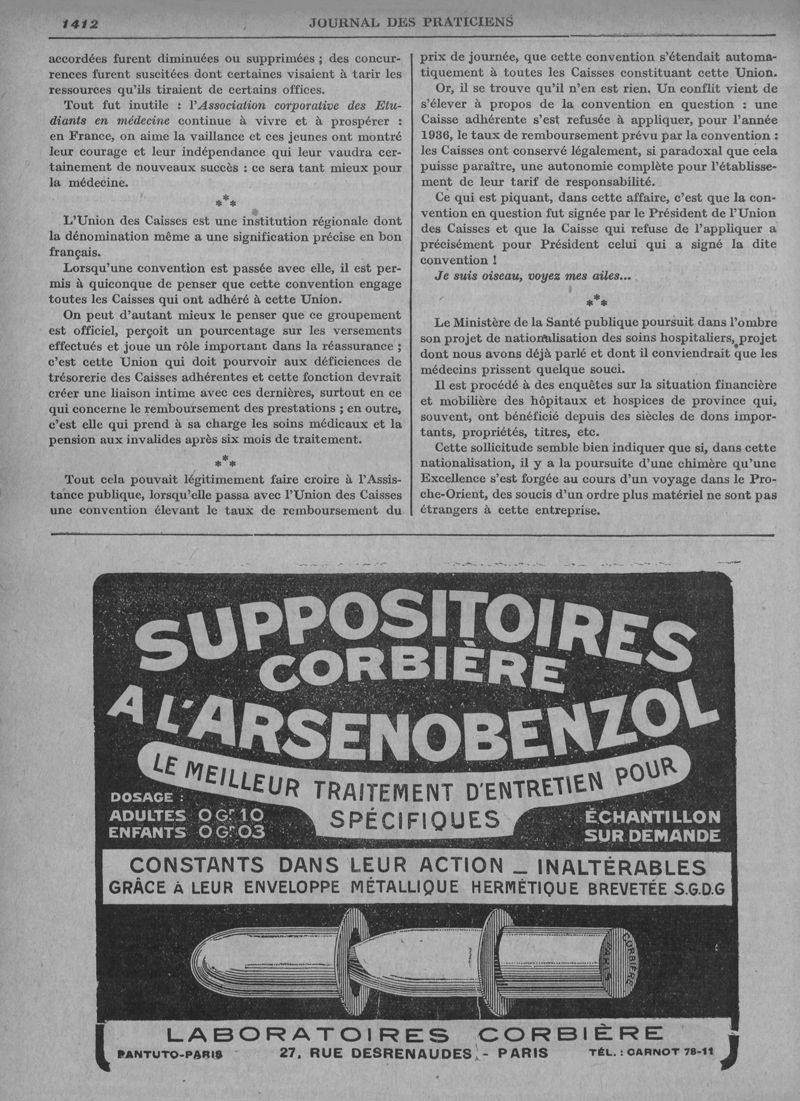 1412
JOURNAL DES PRATICIENS
accordées furent diminuées ou supprimées ; des concur-
rences furent suscitées dont certaines visaient à tarir les
ressources qu'ils tiraient de certains offices.
Tout fut inutile : l'Association corporative des Etu-
diants en médecine continue à vivre et à prospérer :
en France, on aime la vaillance et ces jeunes ont montré
leur courage et leur indépendance qui leur vaudra cer-
tainement de nouveaux succès : ce sera tant mieux pour
la médecine.
***
L'Union des Caisses est une institution régionale dont
la dénomination même a une signification précise en bon
français.
Lorsqu'une convention est passée avec elle, il est per-
mis à quiconque de penser que cette convention engage
toutes les Caisses qui ont adhéré à cette Union.
On peut d'autant mieux le penser que ce groupement
est officiel, perçoit un pourcentage sur les versements
effectués et joue un rôle important dans la réassurance ;
c'est cette Union qui doit pourvoir aux déficiences de
trésorerie des Caisses adhérentes et cette fonction devrait
créer une liaison intime avec ces dernières, surtout en ce
qui concerne le remboursement des prestations ; en outre,
c'est elle qui prend à sa charge les soins médicaux et la
pension aux invalides après six mois de traitement.
***
Tout cela pouvait légitimement faire croire à l'Assis-
tance publique, lorsqu'elle passa avec l'Union des Caisses
une convention élevant le taux de remboursement du
prix de journée, que cette convention s'étendait automa-
tiquement à toutes les Caisses constituant cette Union.
Or, il se trouve qu'il n'en est rien. Un conflit vient de
s'élever à propos de la convention en question : une
Caisse adhérente s'est refusée à appliquer, pour l'année
1936, le taux de remboursement prévu par la convention :
les Caisses ont conservé légalement, si paradoxal que cela
puisse paraître, une autonomie complète pour l'établisse-
ment de leur tarif de responsabilité.
Ce qui est piquant, dans cette affaire, c'est que la con-
vention en question fut signée par le Président de l'Union
des Caisses et que la Caisse qui refuse de l'appliquer a
précisément pour Président celui qui a signé la dite
convention !
Je suis oiseau, voyez mes ailes...
***
Le Ministère de la Santé publique poursuit dans l'ombre
son projet de nationalisation des soins hospitaliers, projet
dont nous avons déjà parlé et dont il conviendrait que les
médecins prissent quelque souci.
Il est procédé à des enquêtes sur la situation financière
et mobilière des hôpitaux et hospices de province qui,
souvent, ont bénéficié depuis des siècles de dons impor-
tants, propriétés, titres, etc.
Cette sollicitude semble bien indiquer que si, dans cette
nationalisation, il y a la poursuite d'une chimère qu'une
Excellence s'est forgée au cours d'un voyage dans le Pro-
che-Orient, des soucis d'un ordre plus matériel ne sont pas
étrangers à cette entreprise.
SUPPOSITOIRES
CORBIÈRE
A L'ARSENOBENZOL
LE MEILLEUR TRAITEMENT D'ENTRETIEN POUR
SPÉCIFIQUES
DOSAGE :
ADULTES 0 Gr 10
ENFANTS 0 Gr 03
ÉCHANTILLON
SUR DEMANDE
CONSTANTS DANS LEUR ACTION _ INALTÉRABLES
GRÂCE A LEUR ENVELOPPE MÉTALLIQUE HERMÉTIQUE BREVETÉE S.G.D.G
CORBIÈRE
PARIS
LABORATOIRES CORBIÈRE
PANTUTO-PARIS 27, RUE DESRENAUDES - PARIS TÉL. : CARNOT 78-11